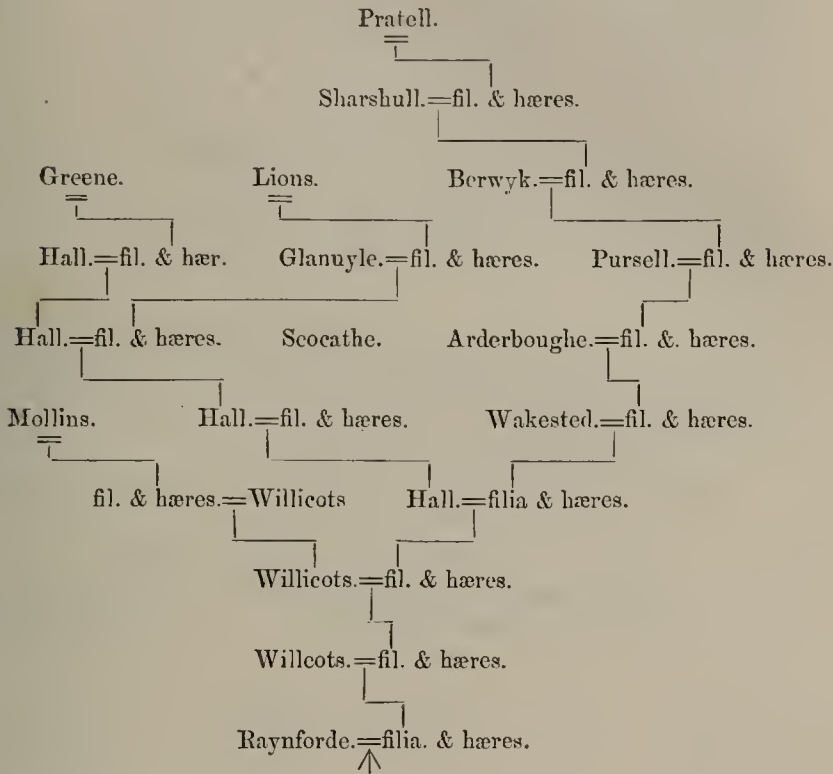 Pratell.
Sharshull.=fil. & hæres.
Greene. Lions. Berwyk.=fil. & hæres.
Hall.=fil. & hær. Glanuyle.=fil. & hæres. Pursell.=fil. & hæres.
Hall.=fil. & hæres. Scocathe. Arderboughe.=fil. &. hæres.
Mollins. Hall.=fil. & hæres. Wakested.=fil. & hæres.
fil. & hæres.=Willicots Hall.=filia & hæres.
Willicots.=fil. & hæres.
Willcots.=fil. & hæres.
Raynforde.=filia. & hæres.